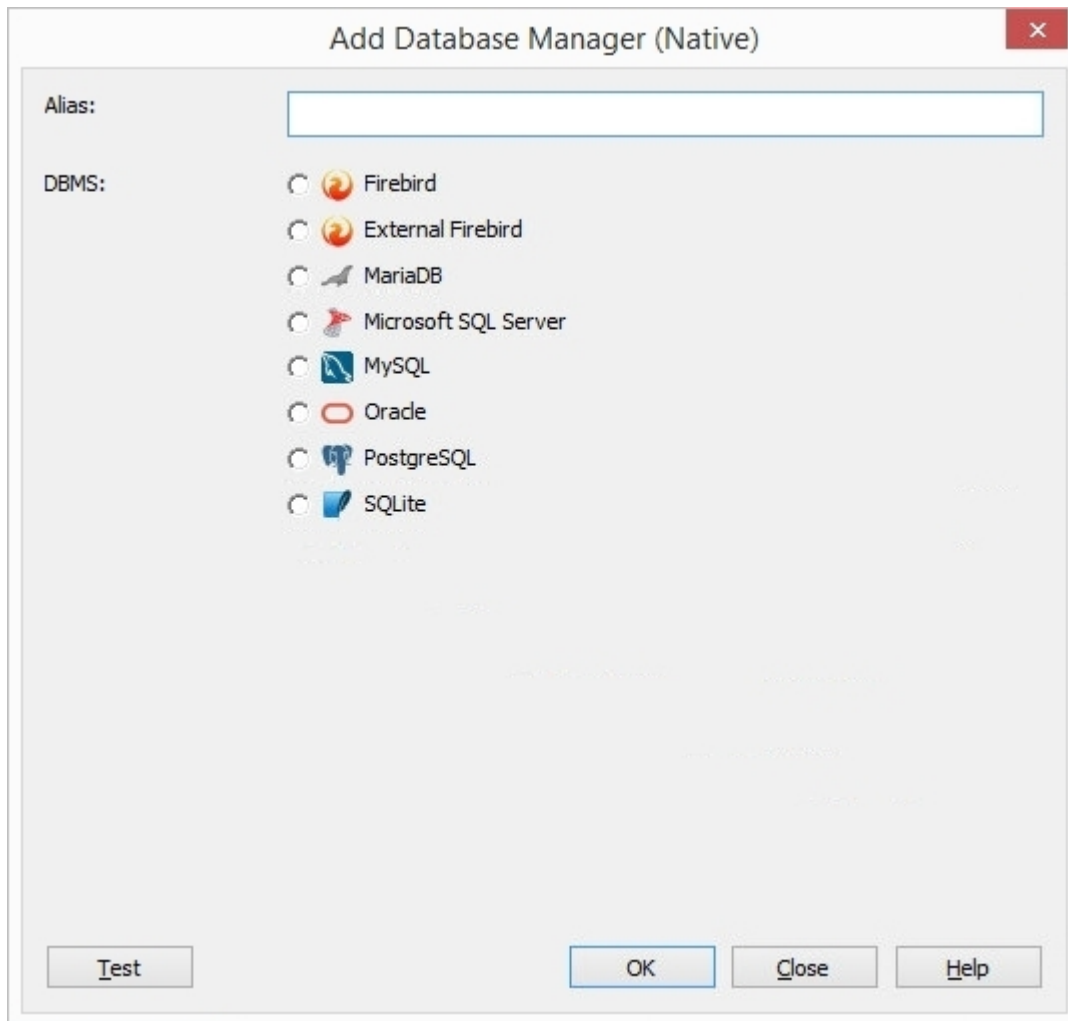 Add Database Manager (Native)
Alias:
DBMS:
Firebird
External Firebird
MariaDB
Microsoft SQL Server
MySQL
Oracle
PostgreSQL
SQLite
Test OK Close Help